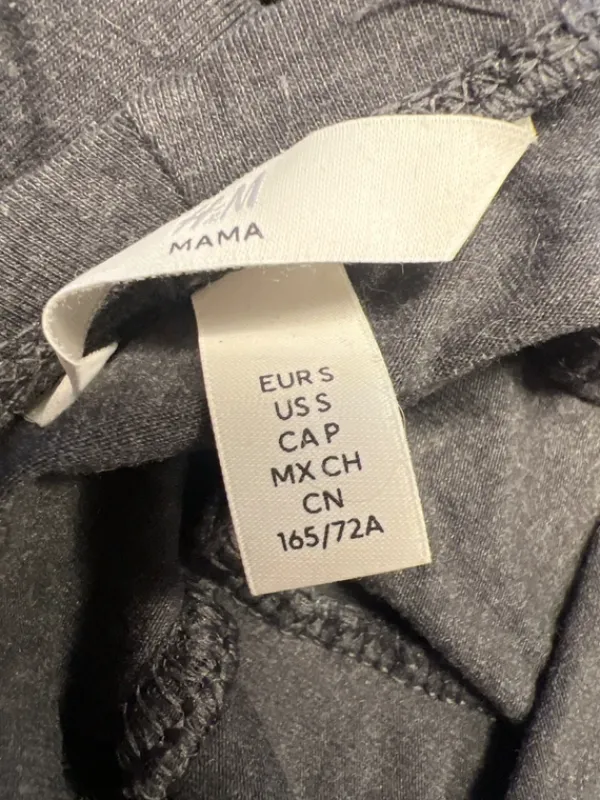 H&M
MAMA
EUR S
US S
CA P
MX CH
CN
165/72A